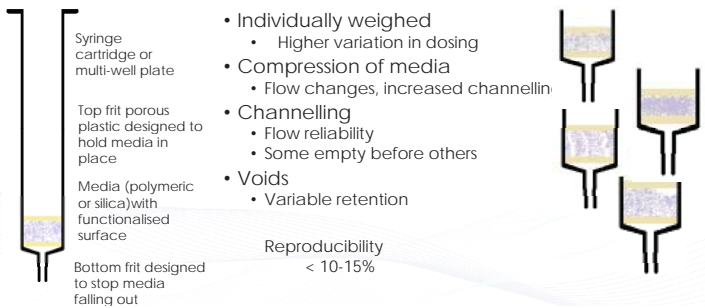 Syringe
cartridge or
multi-well plate
Top frit porous
plastic designed to
hold media in
place
Media (polymeric
or silica)with
functionalised
surface
Bottom frit designed
to stop media
falling out
• Individually weighed
• Higher variation in dosing
• Compression of media
• Flow changes, increased channellin
• Channelling
• Flow reliability
• Some empty before others
• Voids
• Variable retention
Reproducibility
< 10-15%